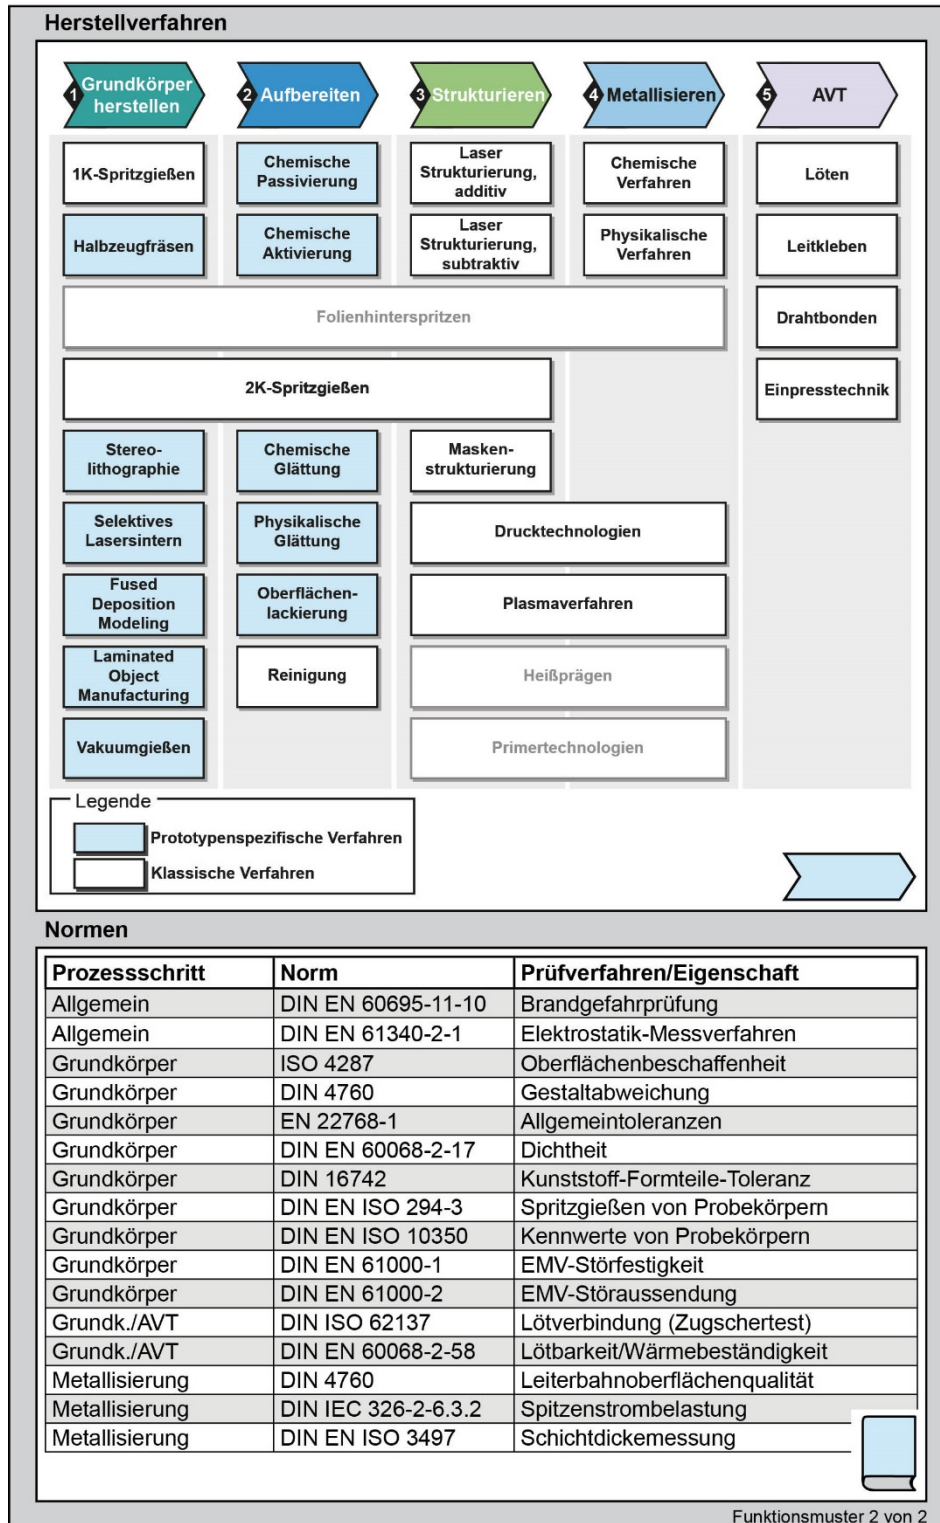 Herstellverfahren
1 Grundkörper
herstellen
2 Aufbereiten
3 Strukturieren
4 Metallisieren
5 AVT
1K-Spritzgießen
Chemische
Passivierung
Laser
Strukturierung,
additiv
Chemische
Verfahren
Löten
Halbzeugfräsen
Chemische
Aktivierung
Laser
Strukturierung,
subtraktiv
Physikalische
Verfahren
Leitkleben
Folienhinterspritzen
Drahtbonden
2K-Spritzgießen
Einpresstechnik
Stereo-
lithographie
Chemische
Glättung
Masken-
strukturierung
Selektives
Lasersintern
Physikalische
Glättung
Drucktechnologien
Fused
Deposition
Modeling
Oberflächen-
lackierung
Plasmaverfahren
Laminated
Object
Manufacturing
Reinigung
Heißprägen
Vakuumgießen
Primertechnologien
Legende
Prototypenspezifische Verfahren
Klassische Verfahren
Normen
Prozessschritt Norm Prüfverfahren/Eigenschaft
Allgemein DIN EN 60695-11-10 Brandgefahrprüfung
Allgemein DIN EN 61340-2-1 Elektrostatik-Messverfahren
Grundkörper ISO 4287 Oberflächenbeschaffenheit
Grundkörper DIN 4760 Gestaltabweichung
Grundkörper EN 22768-1 Allgemeintoleranzen
Grundkörper DIN EN 60068-2-17 Dichtheit
Grundkörper DIN 16742 Kunststoff-Formteile-Toleranz
Grundkörper DIN EN ISO 294-3 Spritzgießen von Probekörpern
Grundkörper DIN EN ISO 10350 Kennwerte von Probekörpern
Grundkörper DIN EN 61000-1 EMV-Störfestigkeit
Grundkörper DIN EN 61000-2 EMV-Störaussendung
Grundk./AVT DIN ISO 62137 Lötverbindung (Zugschertest)
Grundk./AVT DIN EN 60068-2-58 Lötbarkeit/Wärmebeständigkeit
Metallisierung DIN 4760 Leiterbahnoberflächenqualität
Metallisierung DIN IEC 326-2-6.3.2 Spitzenstrombelastung
Metallisierung DIN EN ISO 3497 Schichtdickemessung
Funktionsmuster 2 von 2